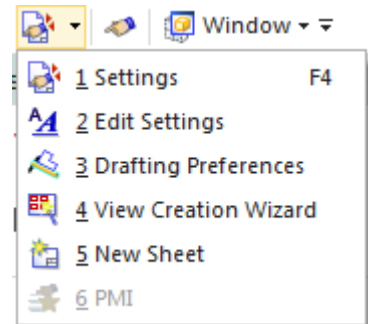 Window
1 Settings F4
2 Edit Settings
3 Drafting Preferences
4 View Creation Wizard
5 New Sheet
6 PMI